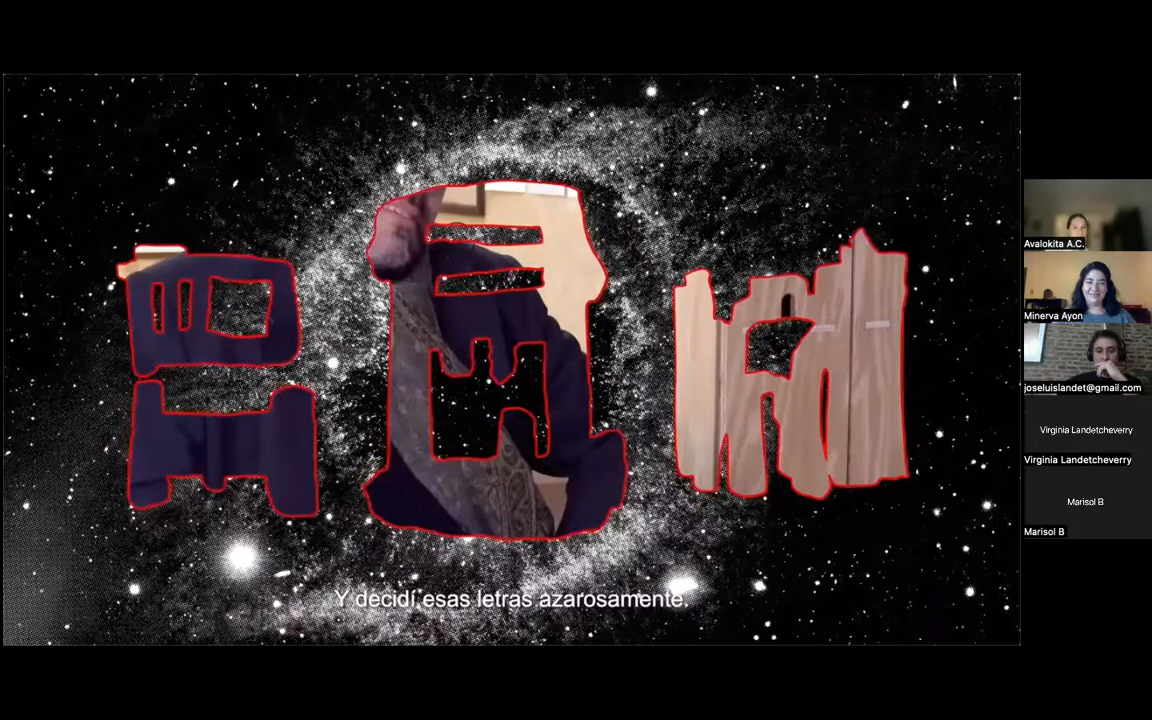 Y decidí esas letras azarosamente.
Avalokita A.C.
Minerva Ayon
joseluislandet@gmail.com
Virginia Landetcheverry
Virginia Landetcheverry
Marisol B
Marisol B